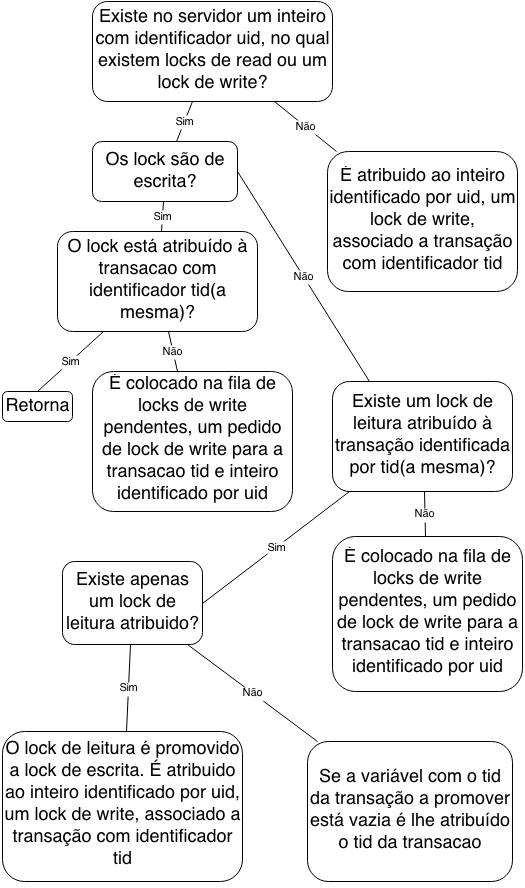 Existe no servidor um inteiro
com identificador uid, no qual
existem locks de read ou um
lock de write?
Sim
Não
Os lock são de
escrita?
É atribuido ao inteiro
identificado por uid, um
lock de write,
associado a transação
com identificador tid
Sim
Não
O lock está atribuído à
transacao com
identificador tid(a
mesma)?
Sim
Não
Retorna
É colocado na fila de
locks de write
pendentes, um pedido
de lock de write para a
transacao tid e inteiro
identificado por uid
Existe um lock de
leitura atribuído à
transação identificada
por tid(a mesma)?
Sim
Não
É colocado na fila de
locks de write
pendentes, um pedido
de lock de write para a
transacao tid e inteiro
identificado por uid
Existe apenas
um lock de
leitura atribuido?
Sim
Não
O lock de leitura é promovido
a lock de escrita. É atribuido
ao inteiro identificado por uid,
um lock de write, associado a
transação com identificador
tid
Se a variável com o tid
da transação a promover
está vazia é lhe atribuído
o tid da transacao